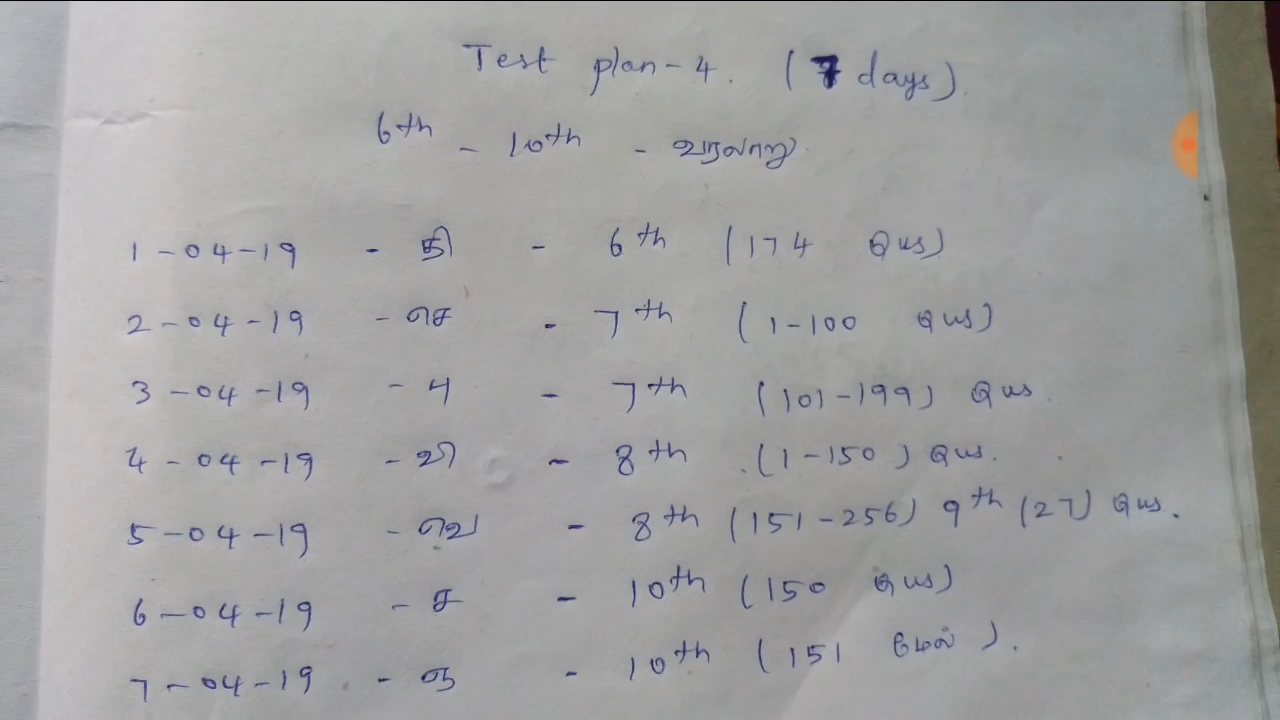 Test plan - 4. (7 days)
6th - 10th - வரலாறு.
1-04-19 - தி - 6th (174 Qus)
2-04-19 - செ - 7th (1-100 Qus)
3-04-19 - பு - 7th (101-199) Qus.
4-04-19 - வி - 8th (1-150) Qus.
5-04-19 - வெ - 8th (151-256) 9th (27) Qus.
6-04-19 - ச - 10th (150 Qus)
7-04-19 - ஞ - 10th (151 மேல்).